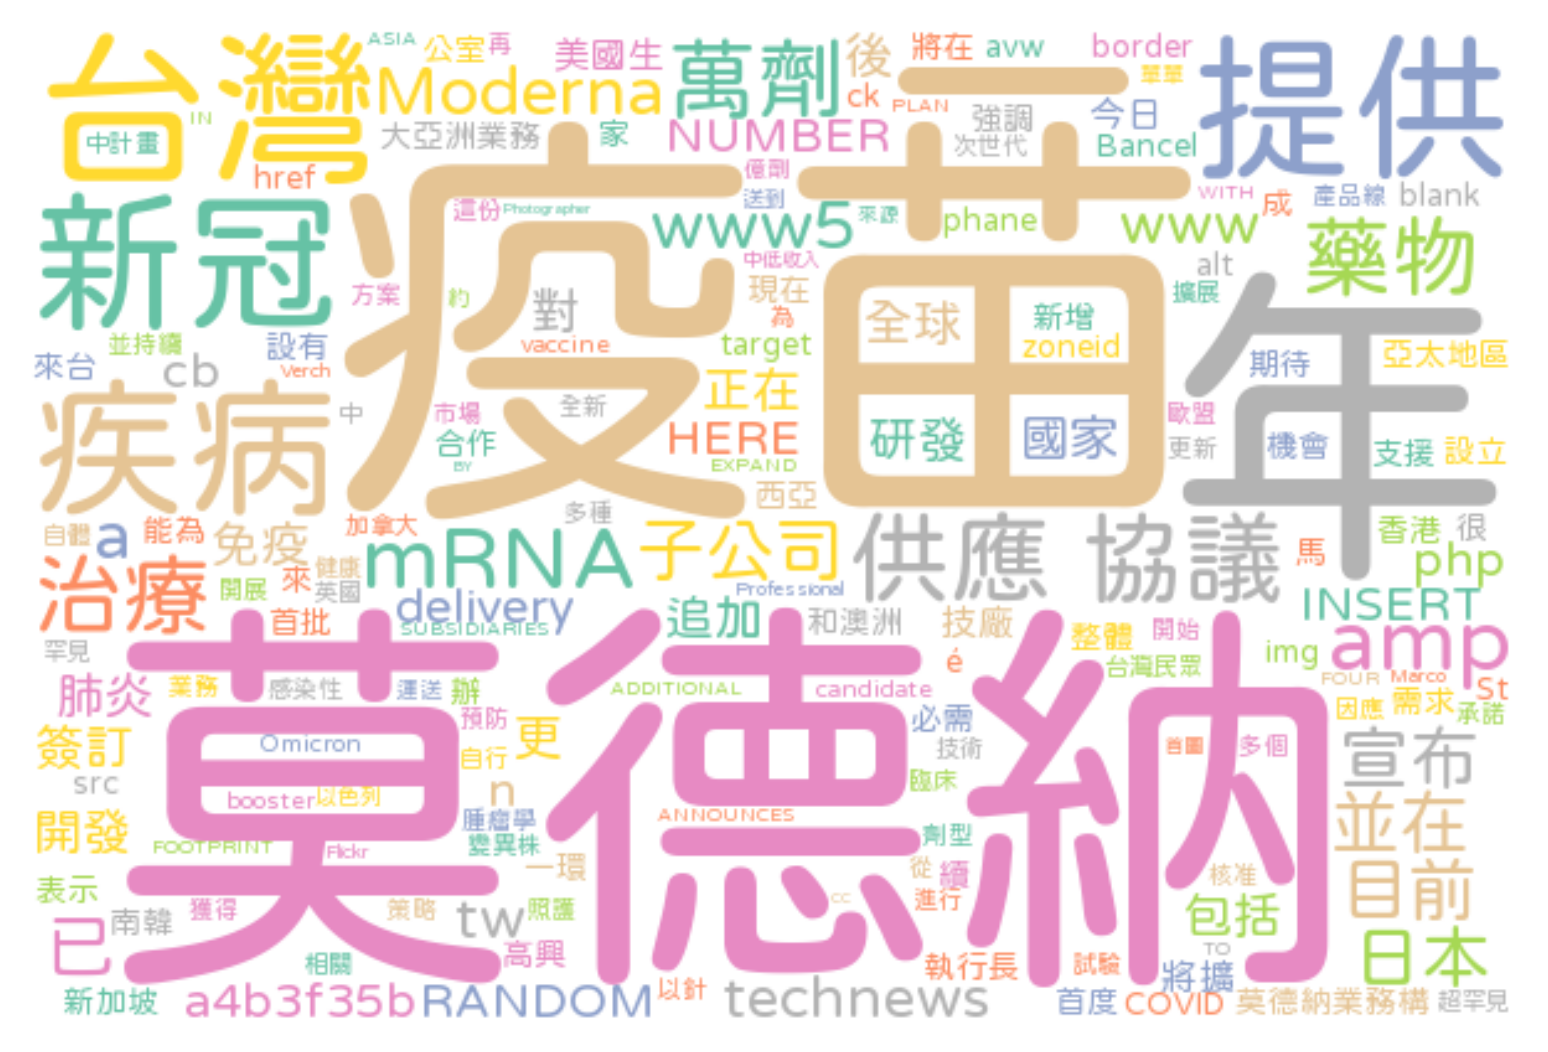 ASIA 公室 再 美國生 萬劑 後 將在 avw border 提供
台灣 Moderna 一 ck PLAN 單單
IN 中計畫 大亞洲業務 家 NUMBER 強調 次世代 今日 Bancel
href 疫苗 億劑 送到 WITH 成 產品線 blank
新冠 這份 Photographer www5 來源 phane www 藥物
中低收入 alt
方案 約 對 現在 為 全球 新增 擴展 年
來台 並持續 設有 Verch cb vaccine target zoneid 期待 亞太地區
疾病 中 市場 全新 正在 歐盟
合作 BY HERE EXPAND 研發 國家 更新 機會 支援 設立
西亞
自體 a 能為 免疫 加拿大 多種 mRNA 子公司 供應 協議 馬 香港 很 php
治療 開展 來 健康 英國 delivery Professional INSERT
首批 SUBSIDIARIES 追加 和澳洲 技廠 整體 開始 amp
罕見 莫德納 é 台灣民眾 img FOUR Marco St
肺炎 業務 感染性 運送 辦 ADDITIONAL candidate 因應 需求 承諾
簽訂 Omicron 預防 更 必需 技術 首圖 多個 宣布
src booster 以色列 自行 n 臨床
開發 FOOTPRINT Flickr 腫瘤學 變異株 ANNOUNCES 劑型 並在
表示 一環 從 續 核准 目前
已 南韓 獲得 策略 tw 照護 CC 進行 包括
相關 高興 執行長 試驗 TO 將擴 日本
新加坡 a4b3f35b RANDOM 以針 technews 首度 COVID 莫德納業務構 超罕見